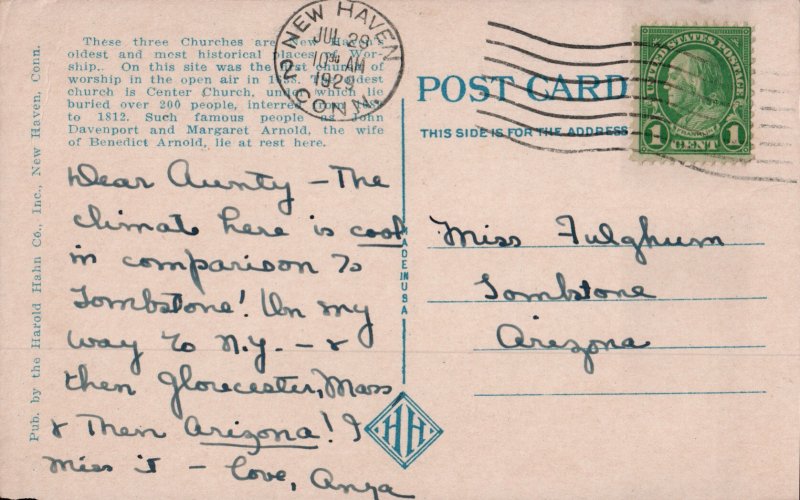 These three Churches are New Haven's
oldest and most historical places of Wor-
ship. On this site was the first church
worship in the open air in 1638. The oldest
church is Center Church, under which lie
buried over 200 people, interred from
to 1812. Such famous people as John
Davenport and Margaret Arnold, the wife
of Benedict Arnold, lie at rest here.
Pub. by the Harold Hahn Co., Inc., New Haven, Conn.
NEW HAVEN
JUL 29
10 AM
1929
2 CONN.
POST CARD
THIS SIDE IS FOR THE ADDRESS
UNITED STATES POSTAGE
FRANKLIN
1 CENT 1
Dear Aunty – The
climate here is cool
in comparison to
Tombstone! On my
way to N.Y. – &
then Gloucester, Mass
& then Arizona! I
miss it – love,
MADE IN USA
HH
Miss Fulghum
Tombstone
Arizona